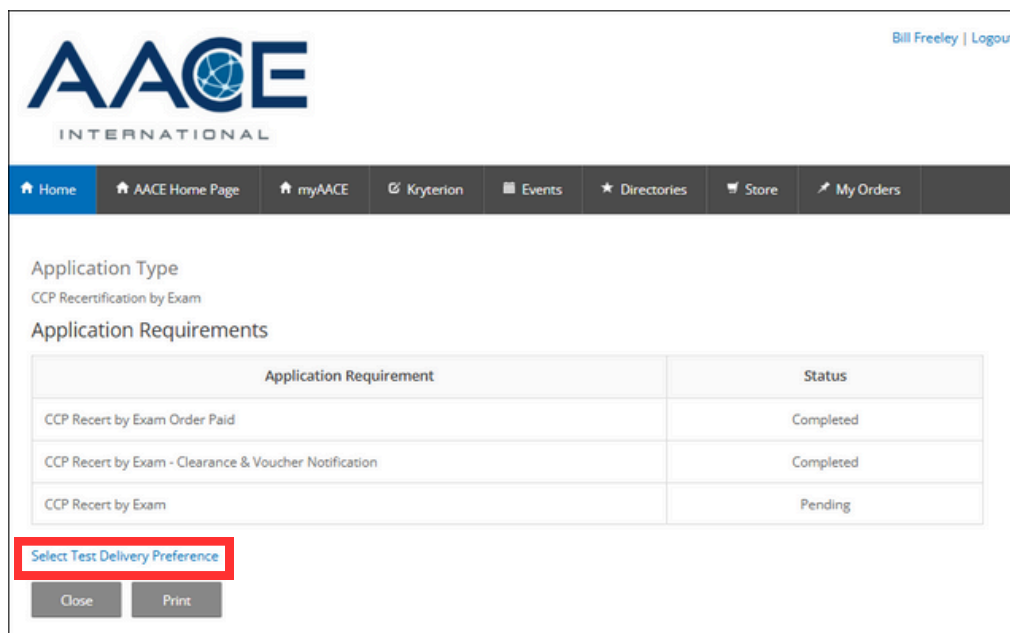 Bill Freeley | Logout
AACE
INTERNATIONAL
Home AACE Home Page myAACE Kryterion Events Directories Store My Orders
Application Type
CCP Recertification by Exam
Application Requirements
Application Requirement Status
CCP Recert by Exam Order Paid Completed
CCP Recert by Exam - Clearance & Voucher Notification Completed
CCP Recert by Exam Pending
Select Test Delivery Preference
Close Print